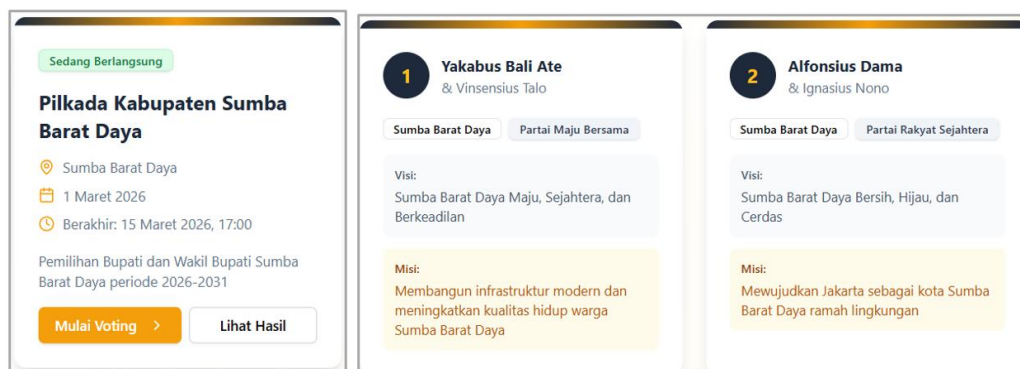 Sedang Berlangsung
Pilkada Kabupaten Sumba
Barat Daya
Sumba Barat Daya
1 Maret 2026
Berakhir: 15 Maret 2026, 17:00
Pemilihan Bupati dan Wakil Bupati Sumba
Barat Daya periode 2026-2031
Mulai Voting >
Lihat Hasil
1
Yakabus Bali Ate
& Vinsensius Talo
Sumba Barat Daya
Partai Maju Bersama
Visi:
Sumba Barat Daya Maju, Sejahtera, dan
Berkeadilan
Misi:
Membangun infrastruktur modern dan
meningkatkan kualitas hidup warga
Sumba Barat Daya
2
Alfonsius Dama
& Ignasius Nono
Sumba Barat Daya
Partai Rakyat Sejahtera
Visi:
Sumba Barat Daya Bersih, Hijau, dan
Cerdas
Misi:
Mewujudkan Jakarta sebagai kota Sumba
Barat Daya ramah lingkungan